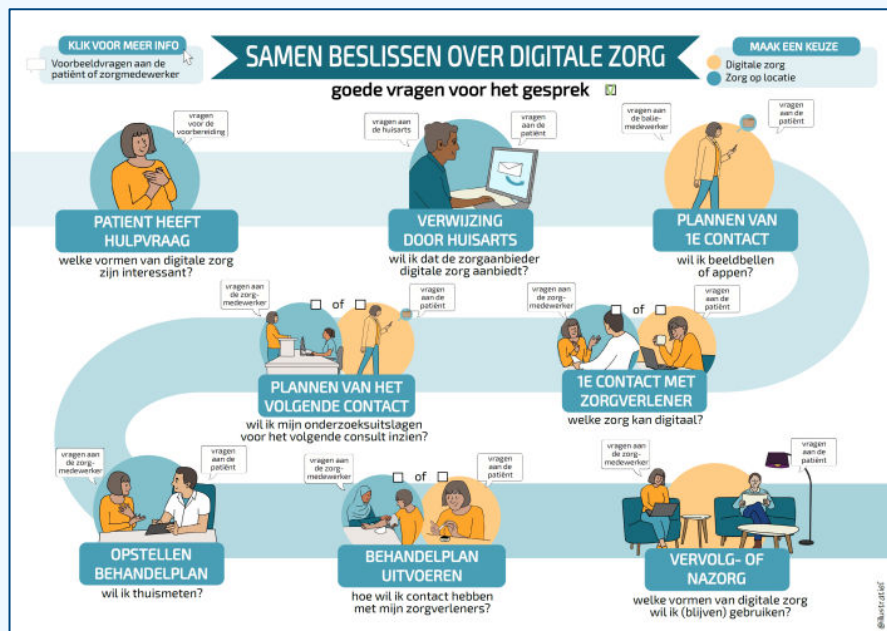 KLIK VOOR MEER INFO
Voorbeeldvragen aan de
patiënt of zorgmedewerker
SAMEN BESLISSEN OVER DIGITALE ZORG
goede vragen voor het gesprek
MAAK EEN KEUZE
Digitale zorg
Zorg op locatie
vragen
voor de
voorbereiding
PATIENT HEEFT
HULPVRAAG
welke vormen van digitale zorg
zijn interessant?
vragen aan
de huisarts
vragen
aan de
patiënt
VERWIJZING
DOOR HUISARTS
wil ik dat de zorgaanbieder
digitale zorg aanbiedt?
vragen aan
de balie-
medewerker
vragen
aan de
patiënt
PLANNEN VAN
1E CONTACT
wil ik beeldbellen
of appen?
vragen aan
de zorg-
medewerker
of
vragen
aan de
patiënt
PLANNEN VAN HET
VOLGENDE CONTACT
wil ik mijn onderzoeksuitslagen
voor het volgende consult inzien?
vragen aan
de zorg-
medewerker
of
vragen
aan de
patiënt
1E CONTACT MET
ZORGVERLENER
welke zorg kan digitaal?
vragen aan
de zorg-
medewerker
vragen
aan de
patiënt
OPSTELLEN
BEHANDELPLAN
wil ik thuismeten?
vragen aan
de zorg-
medewerker
of
vragen
aan de
patiënt
BEHANDELPLAN
UITVOEREN
hoe wil ik contact hebben
met mijn zorgverleners?
vragen aan
de zorg-
medewerker
vragen
aan de
patiënt
VERVOLG- OF
NAZORG
welke vormen van digitale zorg
wil ik (blijven) gebruiken?
@illustratief